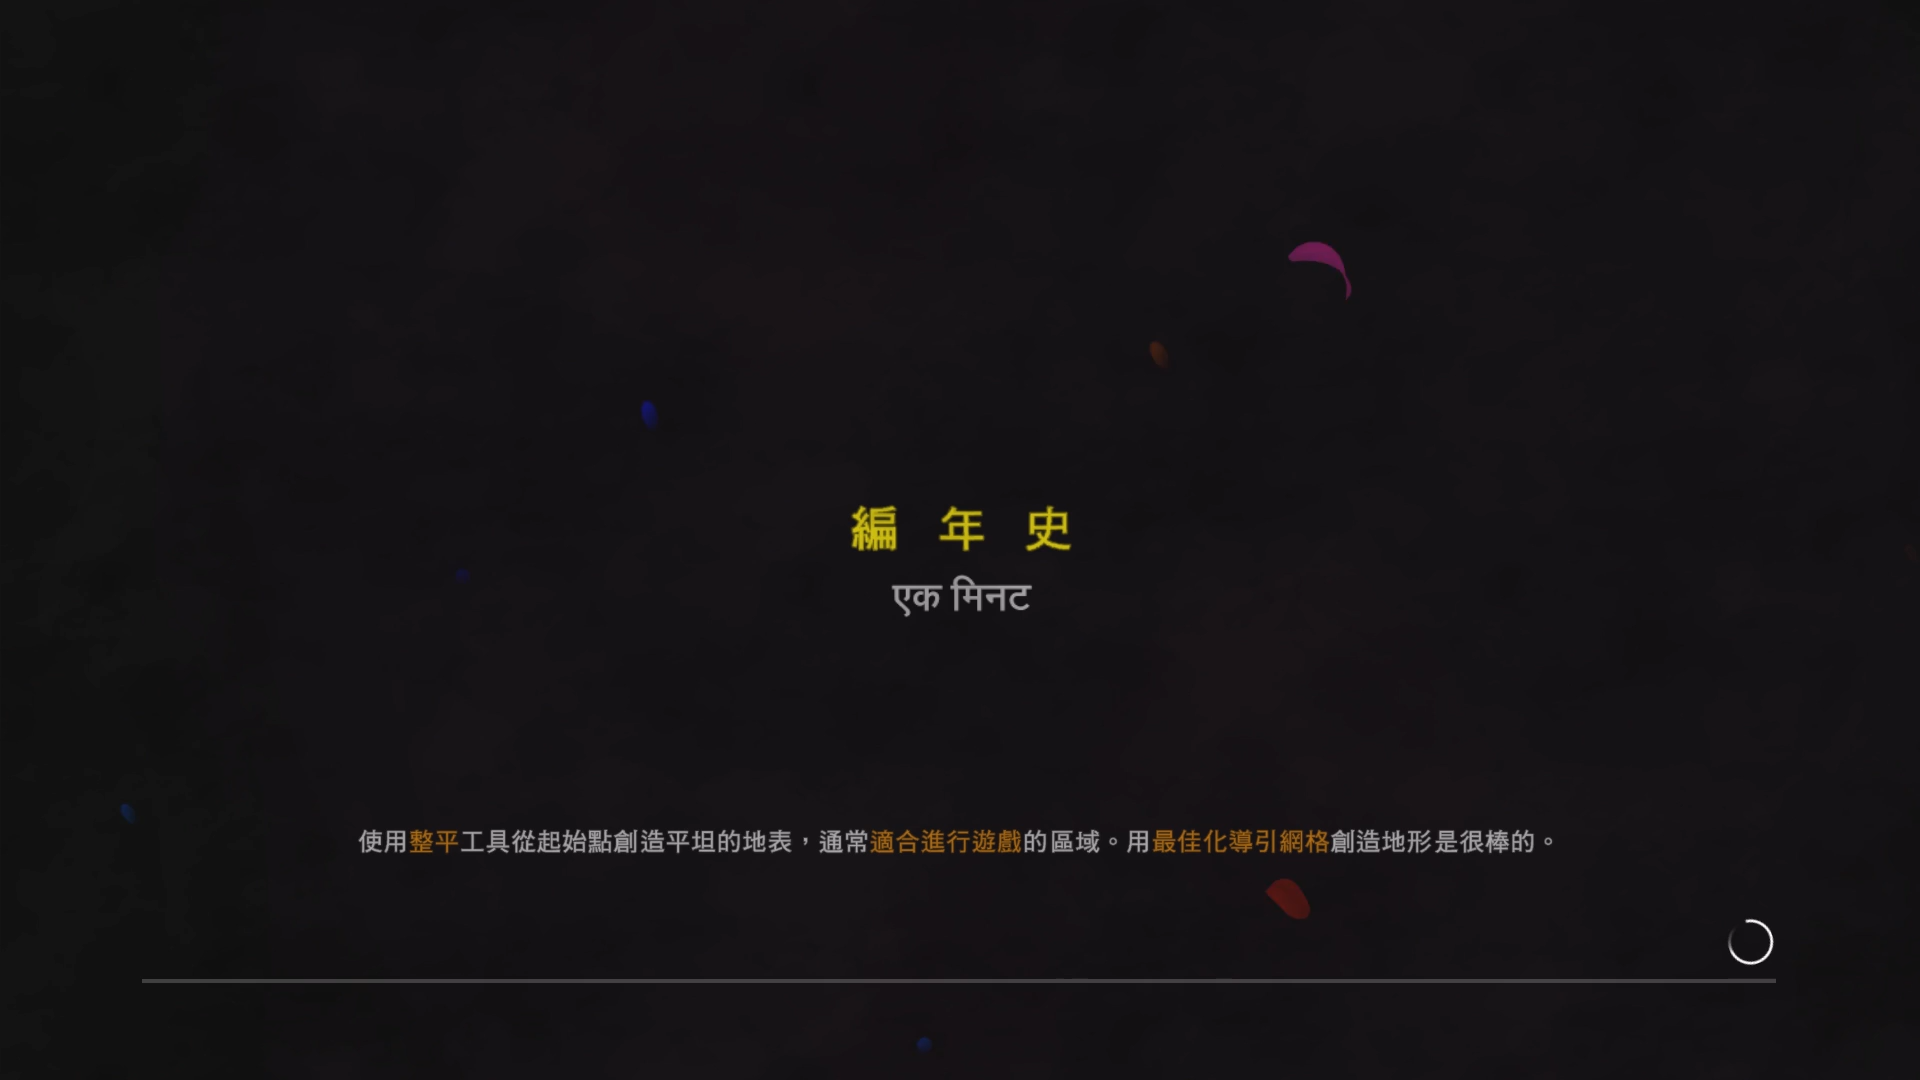 編年史
एक मिनट
使用整平工具從起始點創造平坦的地表，通常適合進行遊戲的區域。用最佳化導引網格創造地形是很棒的。